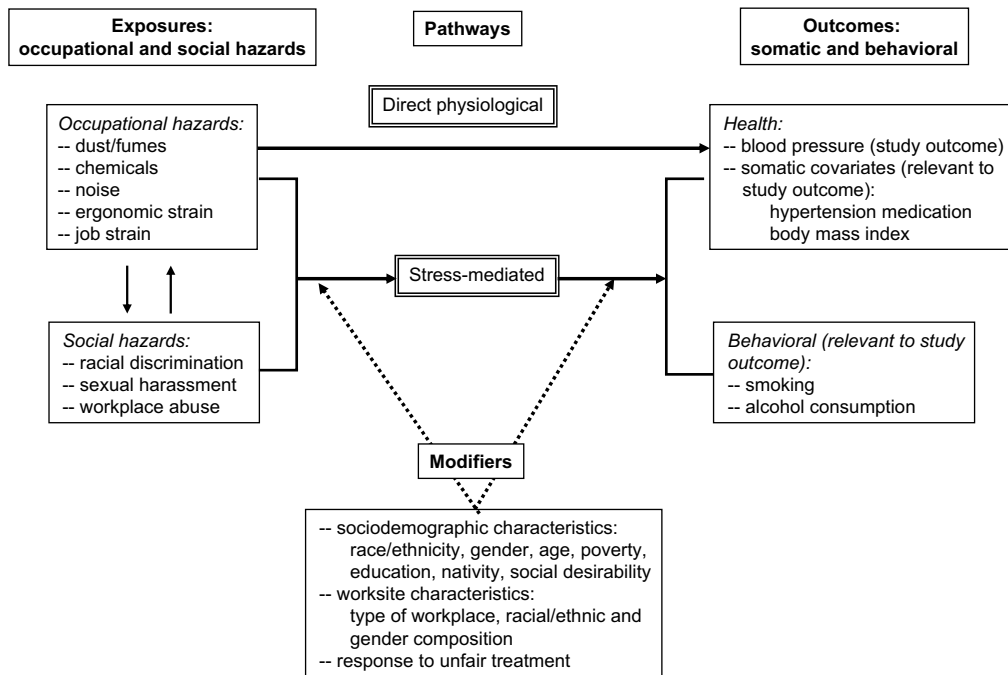 Exposures:
occupational and social hazards
Pathways
Outcomes:
somatic and behavioral
Direct physiological
Occupational hazards:
-- dust/fumes
-- chemicals
-- noise
-- ergonomic strain
-- job strain
Health:
-- blood pressure (study outcome)
-- somatic covariates (relevant to
study outcome):
hypertension medication
body mass index
Stress-mediated
Social hazards:
-- racial discrimination
-- sexual harassment
-- workplace abuse
Behavioral (relevant to study
outcome):
-- smoking
-- alcohol consumption
Modifiers
-- sociodemographic characteristics:
race/ethnicity, gender, age, poverty,
education, nativity, social desirability
-- worksite characteristics:
type of workplace, racial/ethnic and
gender composition
-- response to unfair treatment